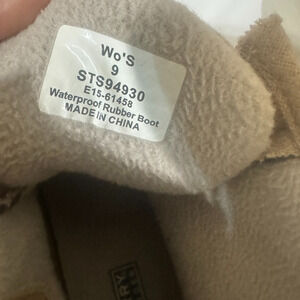 Wo'S
9
STS94930
E15-61458
Waterproof Rubber Boot
MADE IN CHINA